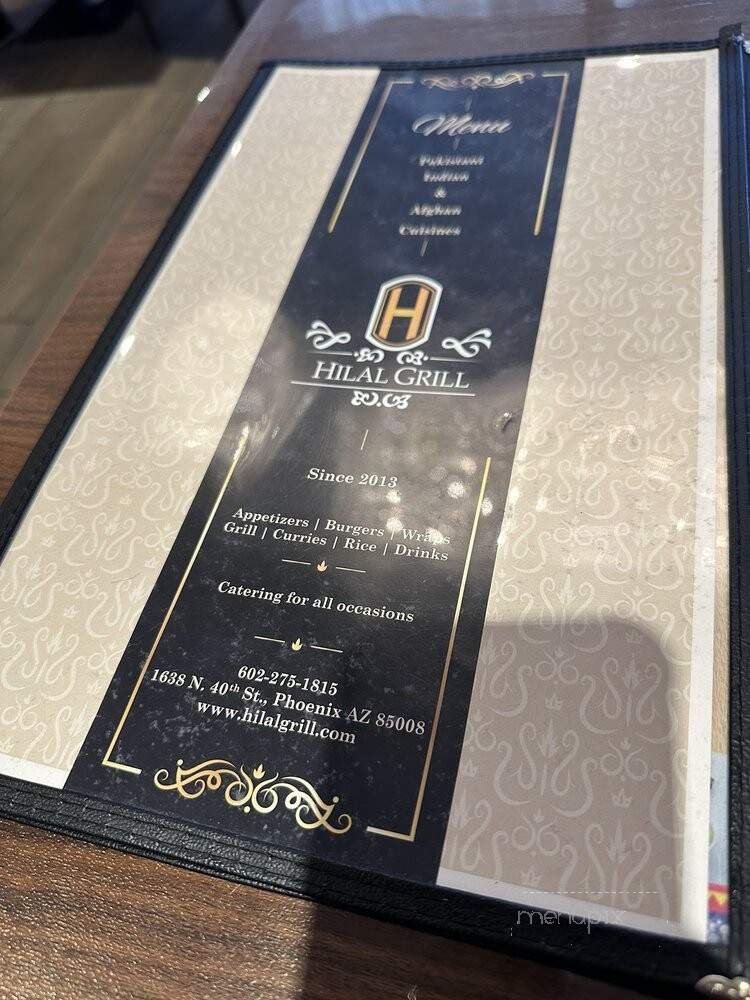 Menu
Pakistani
Indian
&
Afghan
Cuisines
H
HILAL GRILL
Since 2013
Appetizers | Burgers | Wraps
Grill | Curries | Rice | Drinks
Catering for all occasions
602-275-1815
1638 N. 40th St., Phoenix AZ 85008
www.hilalgrill.com
menupix